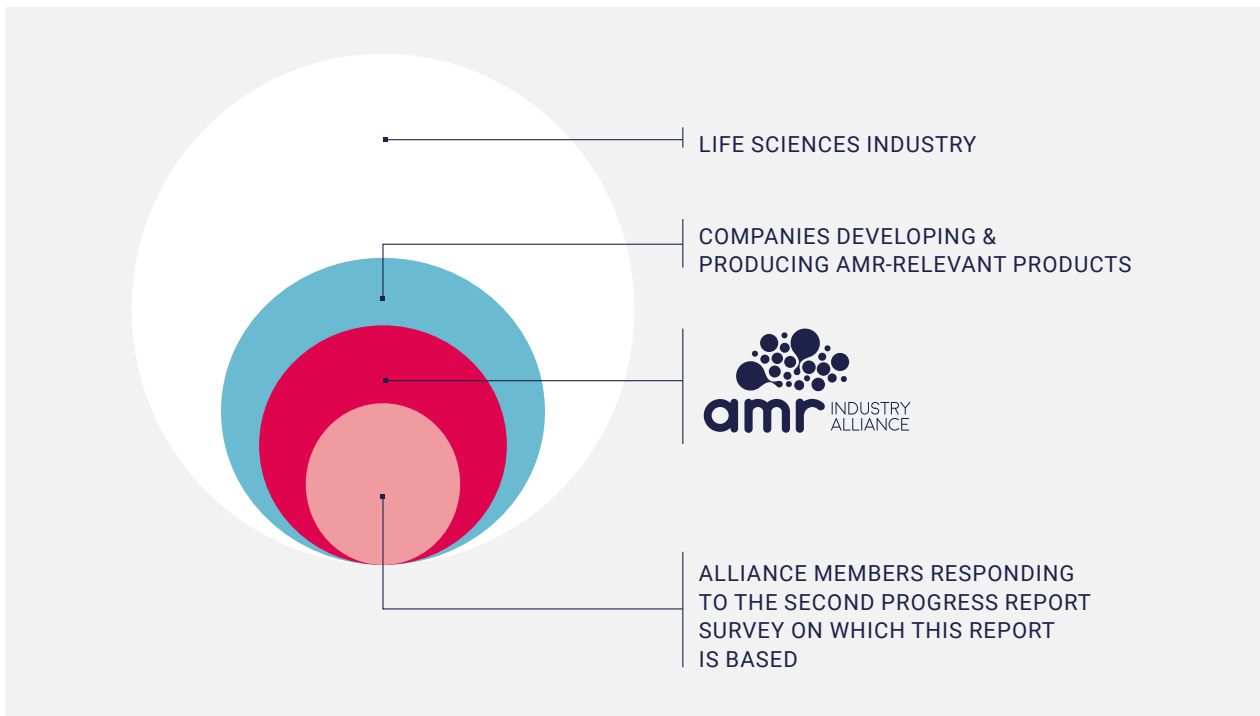 LIFE SCIENCES INDUSTRY
COMPANIES DEVELOPING &
PRODUCING AMR-RELEVANT PRODUCTS
amr INDUSTRY
ALLIANCE
ALLIANCE MEMBERS RESPONDING
TO THE SECOND PROGRESS REPORT
SURVEY ON WHICH THIS REPORT
IS BASED